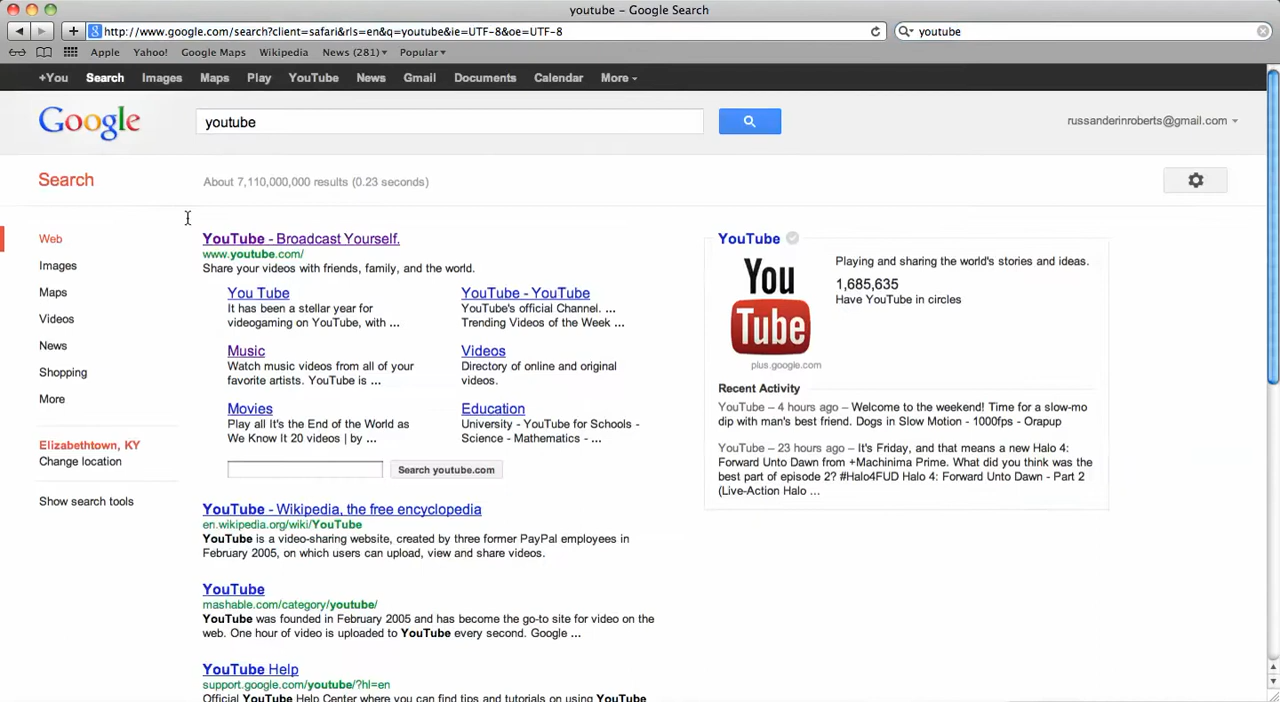 youtube – Google Search
http://www.google.com/search?client=safari&rls=en&q=youtube&ie=UTF-8&oe=UTF-8
youtube
Apple Yahoo! Google Maps Wikipedia News (281) Popular
+You Search Images Maps Play YouTube News Gmail Documents Calendar More
Google
youtube
russanderinroberts@gmail.com
Search
About 7,110,000,000 results (0.23 seconds)
Web
Images
Maps
Videos
News
Shopping
More
Elizabethtown, KY
Change location
Show search tools
YouTube - Broadcast Yourself.
www.youtube.com/
Share your videos with friends, family, and the world.
You Tube
It has been a stellar year for
videogaming on YouTube, with ...
YouTube - YouTube
YouTube's official Channel. ...
Trending Videos of the Week ...
Music
Watch music videos from all of your
favorite artists. YouTube is ...
Videos
Directory of online and original
videos.
Movies
Play all It's the End of the World as
We Know It 20 videos | by ...
Education
University - YouTube for Schools -
Science - Mathematics - ...
Search youtube.com
YouTube - Wikipedia, the free encyclopedia
en.wikipedia.org/wiki/YouTube
YouTube is a video-sharing website, created by three former PayPal employees in
February 2005, on which users can upload, view and share videos.
YouTube
mashable.com/category/youtube/
YouTube was founded in February 2005 and has become the go-to site for video on the
web. One hour of video is uploaded to YouTube every second. Google ...
YouTube Help
support.google.com/youtube/?hl=en
Official YouTube Help Center where you can find tips and tutorials on using YouTube
YouTube
You
Tube
plus.google.com
Playing and sharing the world's stories and ideas.
1,685,635
Have YouTube in circles
Recent Activity
YouTube – 4 hours ago – Welcome to the weekend! Time for a slow-mo
dip with man's best friend. Dogs in Slow Motion - 1000fps - Orapup
YouTube – 23 hours ago – It's Friday, and that means a new Halo 4:
Forward Unto Dawn from +Machinima Prime. What did you think was the
best part of episode 2? #Halo4FUD Halo 4: Forward Unto Dawn - Part 2
(Live-Action Halo ...